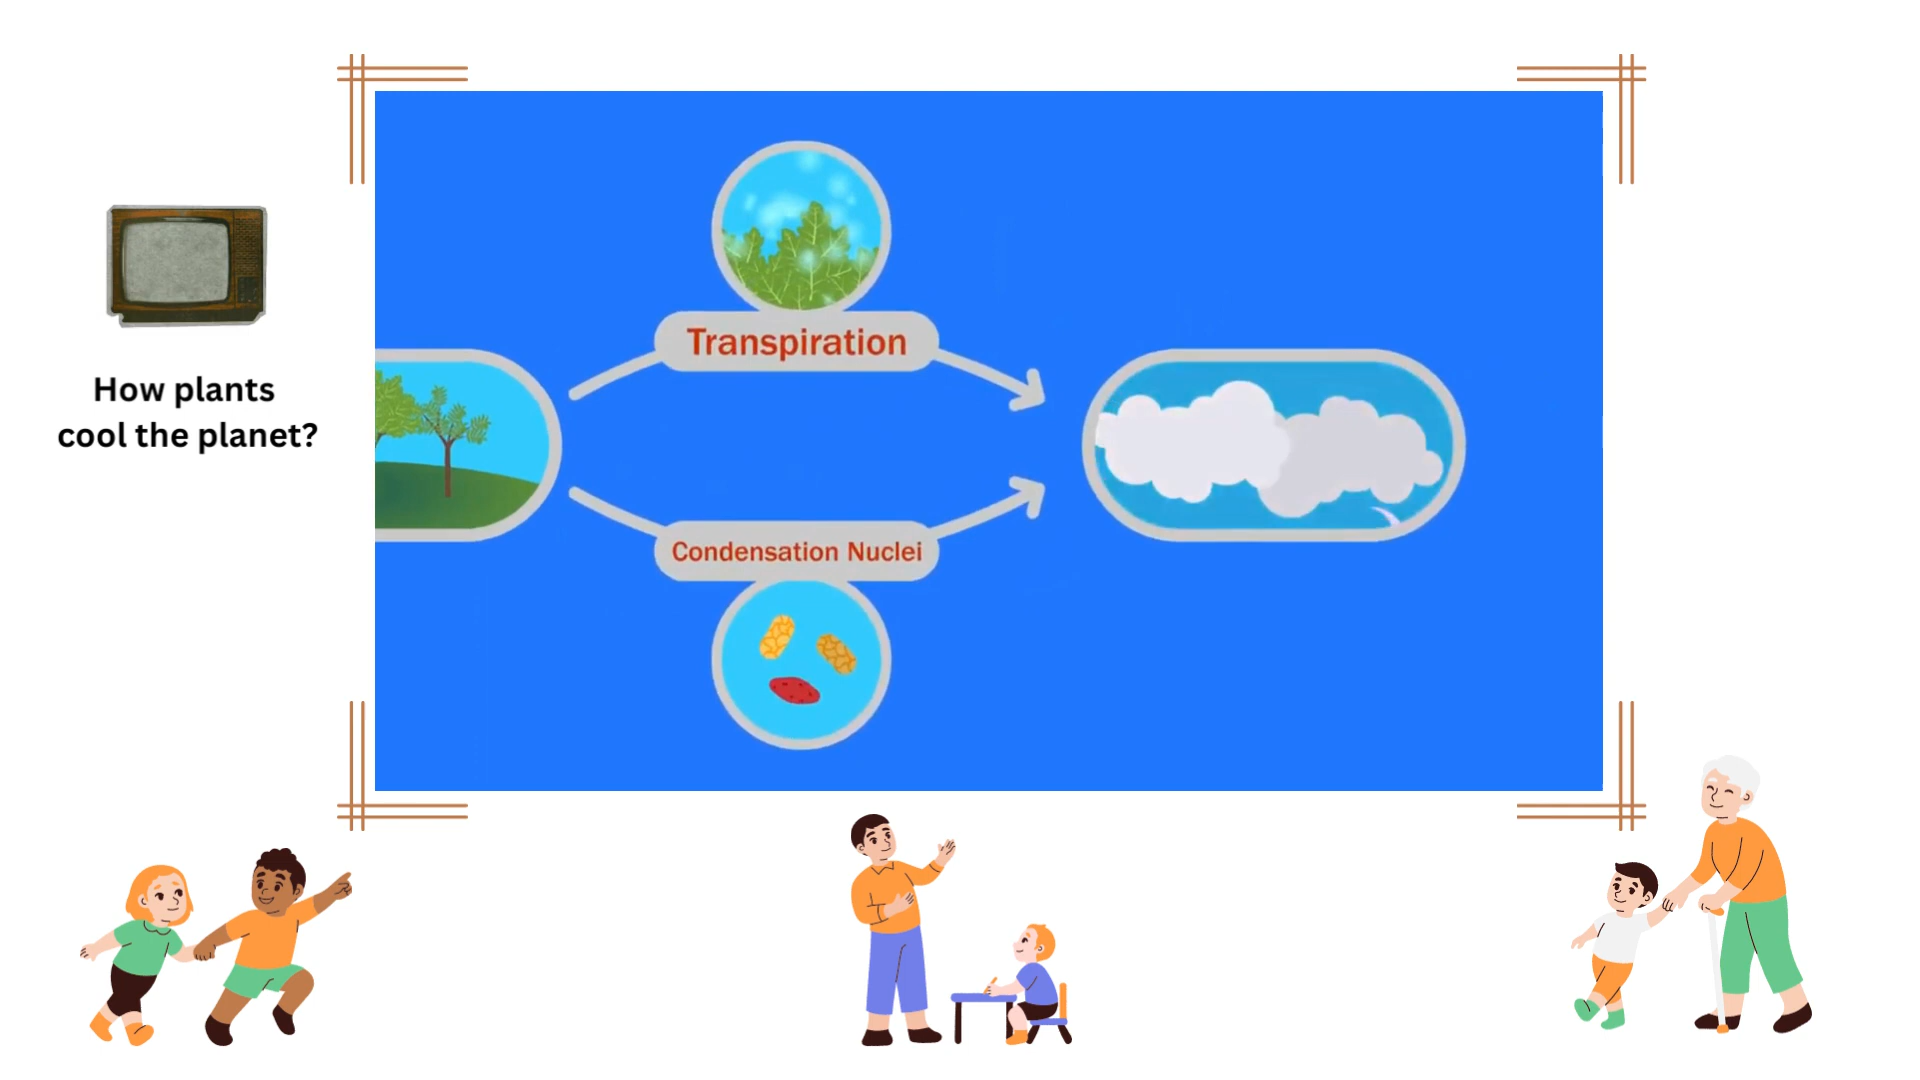 How plants
cool the planet?
Transpiration
Condensation Nuclei